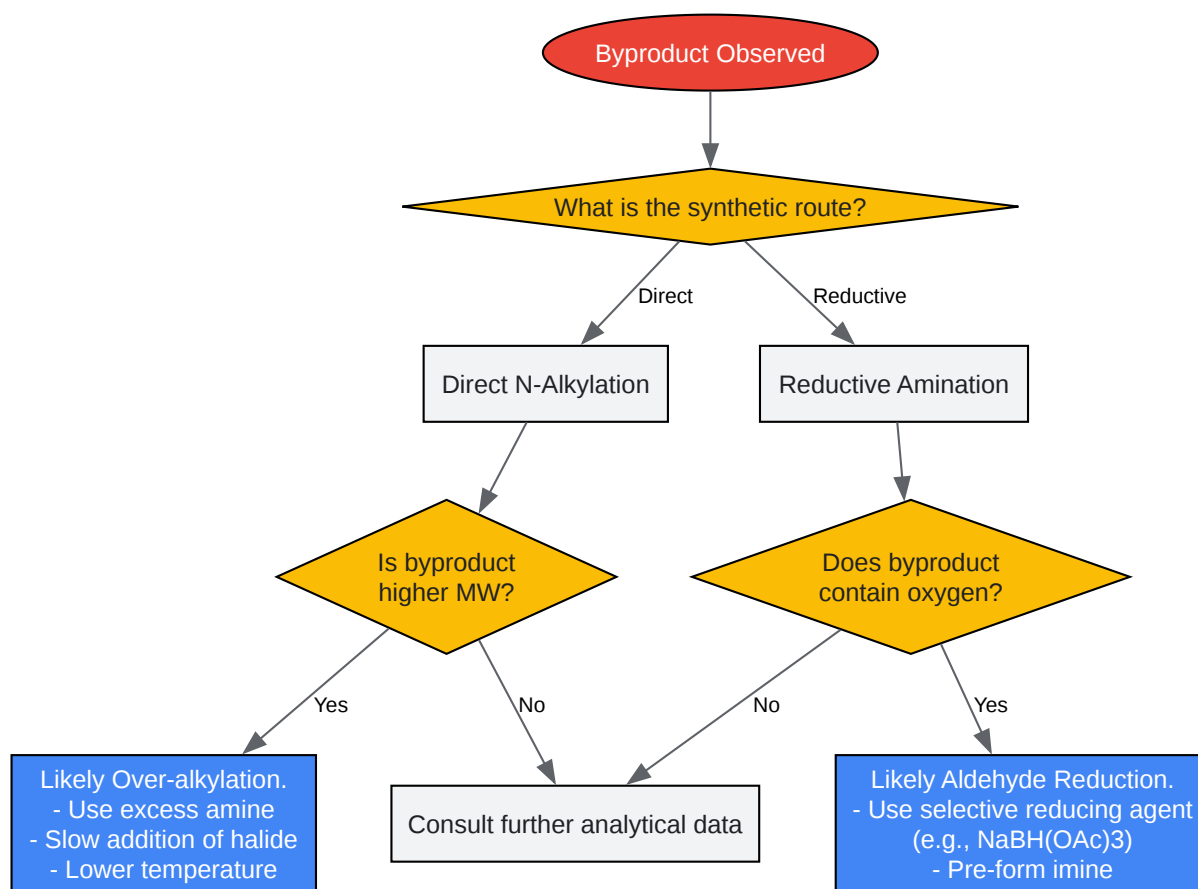 Byproduct Observed
What is the synthetic route?
Direct
Reductive
Direct N-Alkylation
Reductive Amination
Is byproduct
higher MW?
Does byproduct
contain oxygen?
Yes
No
No
Yes
Likely Over-alkylation.
- Use excess amine
- Slow addition of halide
- Lower temperature
Consult further analytical data
Likely Aldehyde Reduction.
- Use selective reducing agent
(e.g., NaBH(OAc)3)
- Pre-form imine